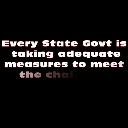 Every State Govt is
taking adequate
measures to meet
the